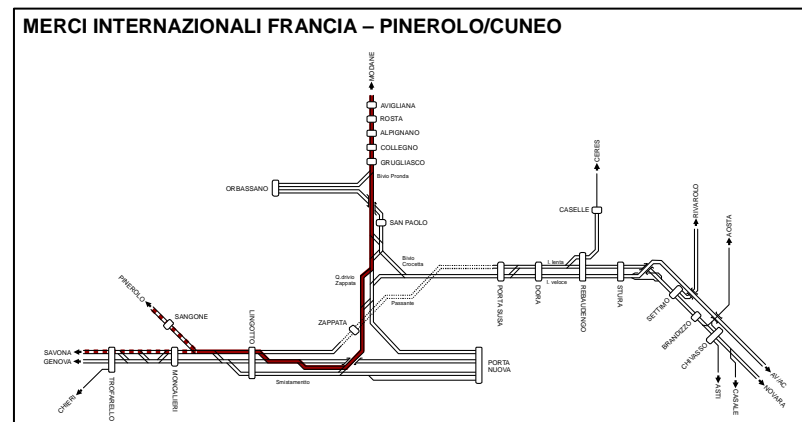 MERCI INTERNAZIONALI FRANCIA – PINEROLO/CUNEO
MODANE
AVIGLIANA
ROSTA
ALPIGNANO
COLLEGNO
GRUGLIASCO
Bivio Pronda
ORBASSANO
SAN PAOLO
CERES
CASELLE
RIVAROLO
AOSTA
Bivio
Crocetta
l. lenta
l. veloce
Q.drivio
Zappata
Passante
PORTA SUSA
DORA
REBAUDENGO
STURA
SETTIMO
BRANDIZZO
CHIVASSO
PINEROLO
SANGONE
LINGOTTO
ZAPPATA
SAVONA
GENOVA
CHIERI
TROFARELLO
MONCALIERI
Smistamento
PORTA
NUOVA
AV/AC
NOVARA
ASTI
CASALE